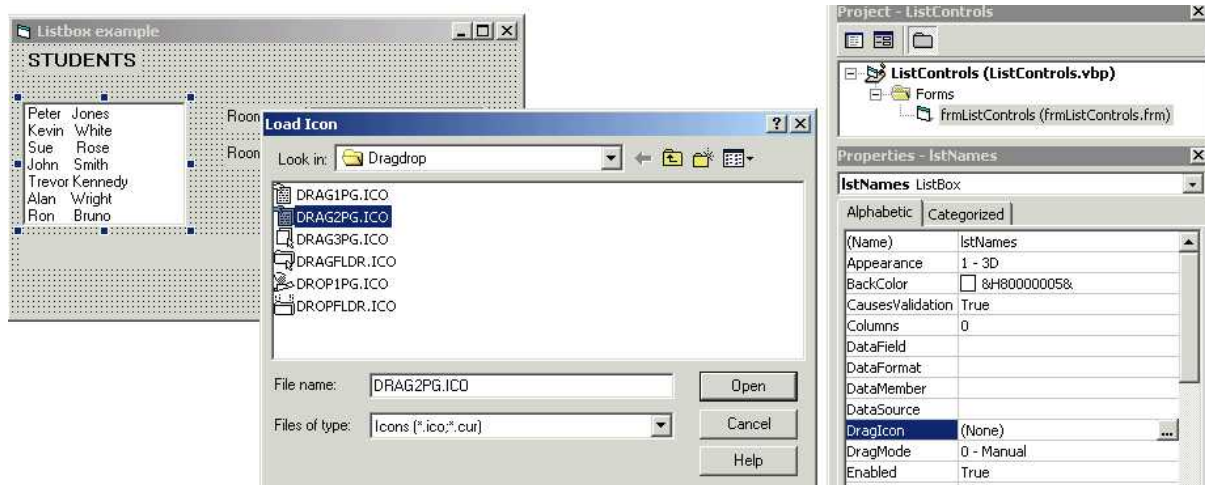 Listbox example
STUDENTS
Peter Jones
Kevin White
Sue Rose
John Smith
Trevor Kennedy
Alan Wright
Ron Bruno
Room
Room
Load Icon
Look in: Dragdrop
DRAG1PG.ICO
DRAG2PG.ICO
DRAG3PG.ICO
DRAGFLDR.ICO
DROP1PG.ICO
DROPFLDR.ICO
File name: DRAG2PG.ICO Open
Files of type: Icons (*.ico;*.cur) Cancel
Help
Project - ListControls
ListControls (ListControls.vbp)
Forms
frmListControls (frmListControls.frm)
Properties - lstNames
lstNames ListBox
Alphabetic Categorized
(Name) lstNames
Appearance 1 - 3D
BackColor &H80000005&
CausesValidation True
Columns 0
DataField
DataFormat
DataMember
DataSource
DragIcon (None) ...
DragMode 0 - Manual
Enabled True